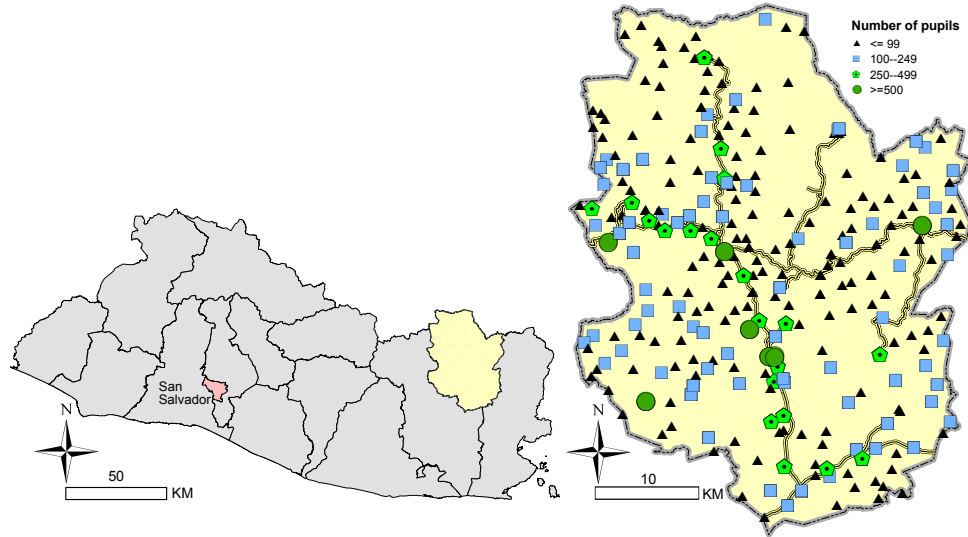 San
Salvador
N
50
KM
Number of pupils
<= 99
100--249
250--499
>=500
N
10
KM